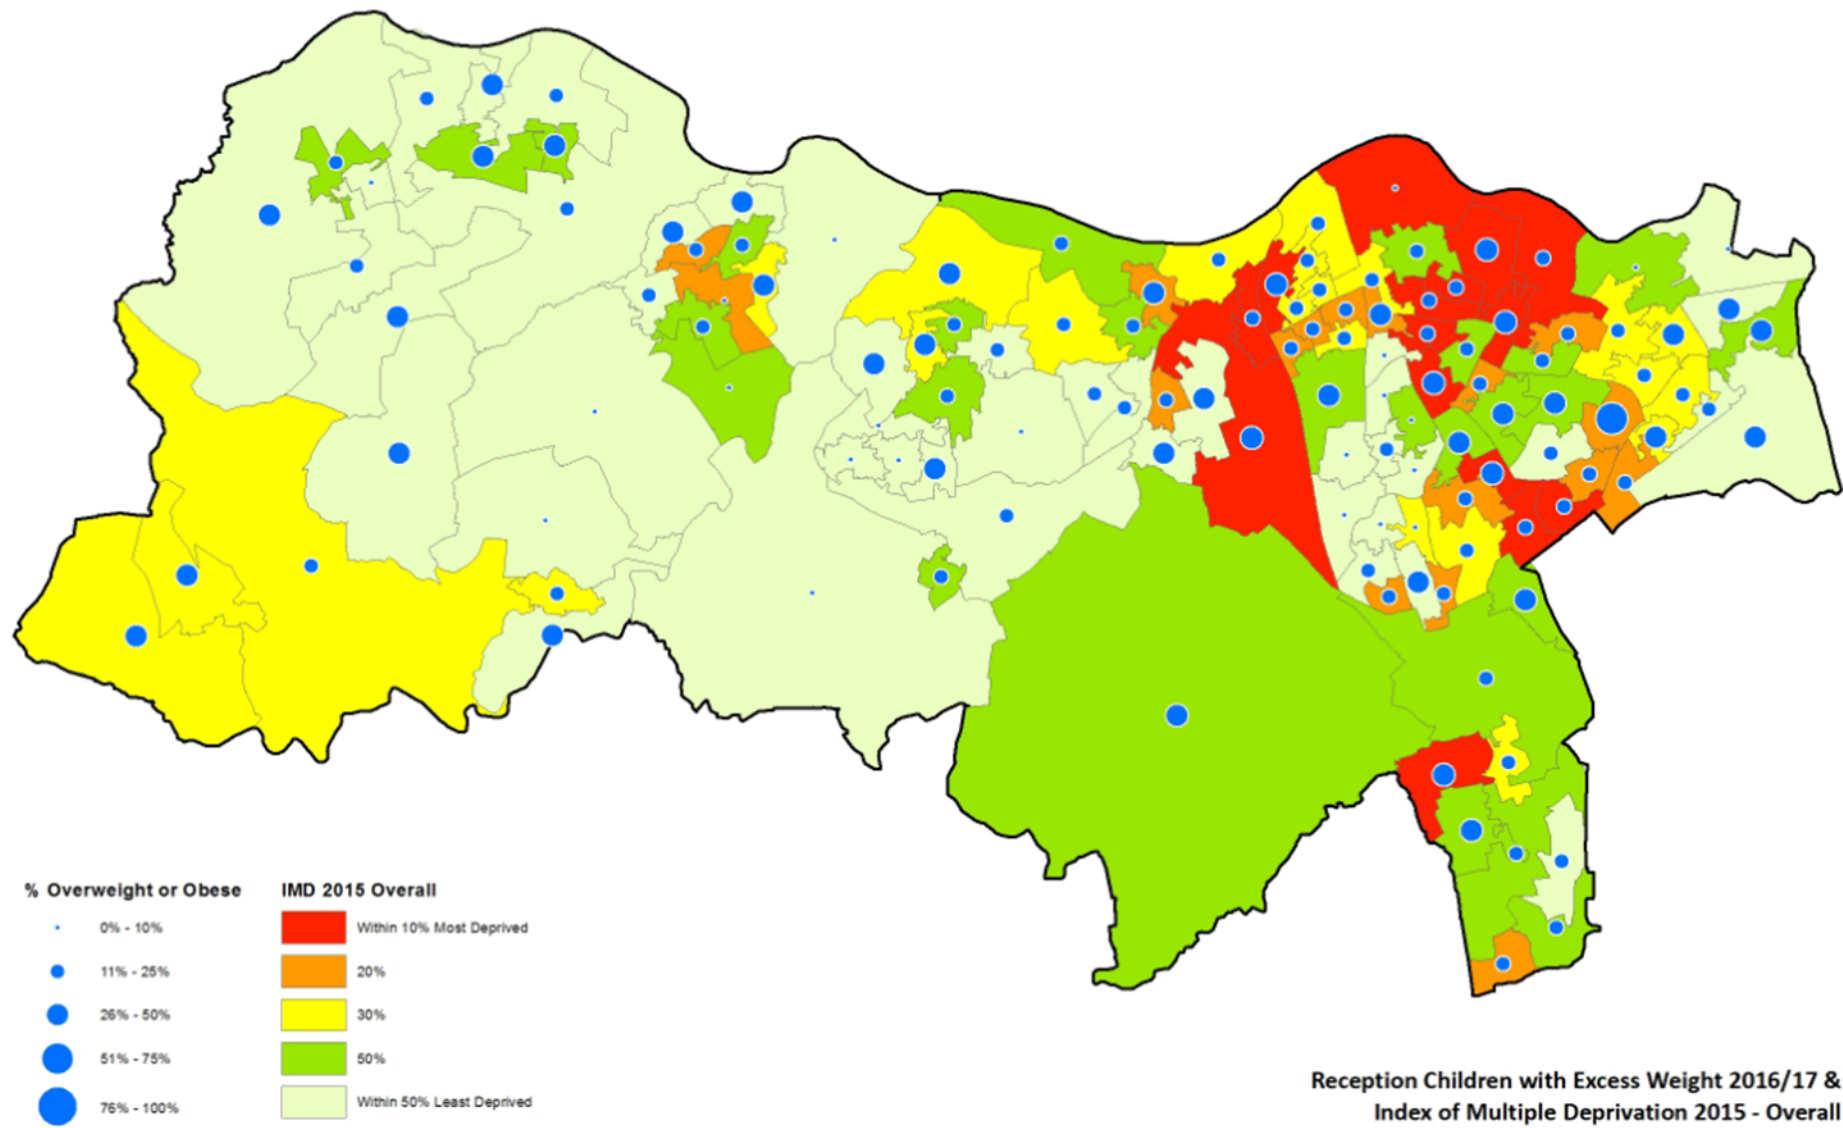 % Overweight or Obese
0% - 10%
11% - 25%
26% - 50%
51% - 75%
76% - 100%
IMD 2015 Overall
Within 10% Most Deprived
20%
30%
50%
Within 50% Least Deprived
Reception Children with Excess Weight 2016/17 &
Index of Multiple Deprivation 2015 - Overall